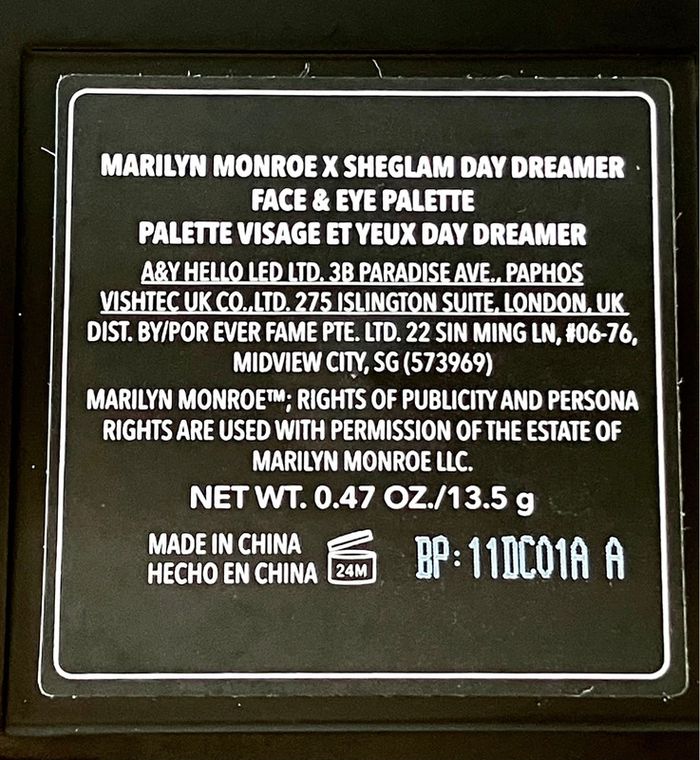 MARILYN MONROE X SHEGLAM DAY DREAMER
FACE & EYE PALETTE
PALETTE VISAGE ET YEUX DAY DREAMER
A&Y HELLO LED LTD. 3B PARADISE AVE., PAPHOS
VISHTEC UK CO.,LTD. 275 ISLINGTON SUITE, LONDON, UK
DIST. BY/POR EVER FAME PTE. LTD. 22 SIN MING LN, #06-76,
MIDVIEW CITY, SG (573969)
MARILYN MONROE™; RIGHTS OF PUBLICITY AND PERSONA
RIGHTS ARE USED WITH PERMISSION OF THE ESTATE OF
MARILYN MONROE LLC.
NET WT. 0.47 OZ./13.5 g
MADE IN CHINA
HECHO EN CHINA
24M
BP:11DC01A A